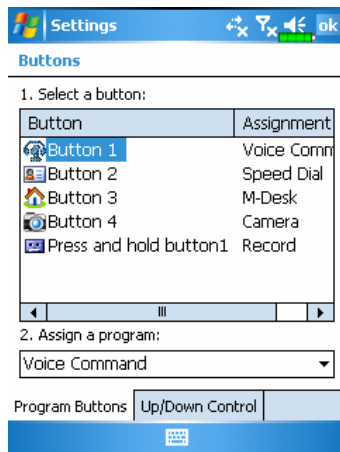 Settings ok
Buttons
1. Select a button:
Button Assignment
Button 1 Voice Comm
Button 2 Speed Dial
Button 3 M-Desk
Button 4 Camera
Press and hold button1 Record
2. Assign a program:
Voice Command
Program Buttons Up/Down Control